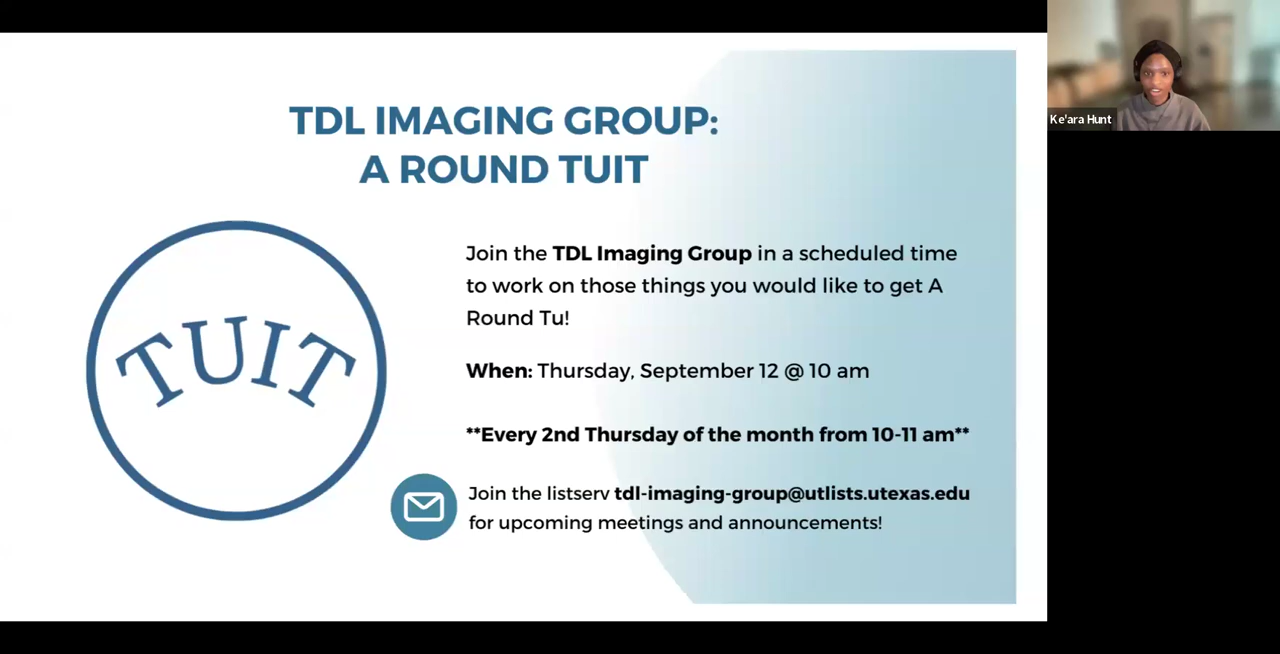 TDL IMAGING GROUP:
A ROUND TUIT
TUIT
Join the TDL Imaging Group in a scheduled time
to work on those things you would like to get A
Round Tu!
When: Thursday, September 12 @ 10 am
**Every 2nd Thursday of the month from 10-11 am**
Join the listserv tdl-imaging-group@utlists.utexas.edu
for upcoming meetings and announcements!
Ke'ara Hunt